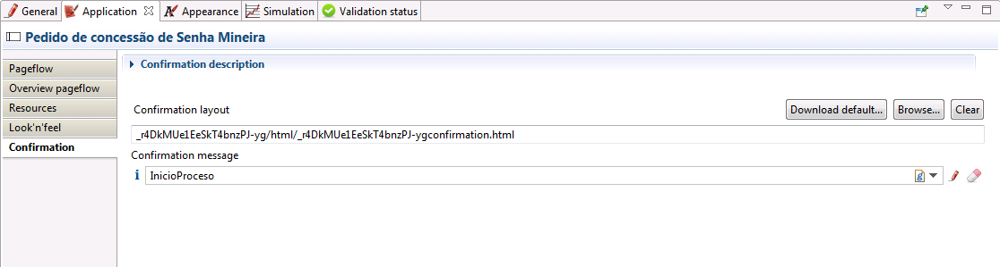 General Application Appearance Simulation Validation status
Pedido de concessão de Senha Mineira
Pageflow
Overview pageflow
Resources
Look'n'feel
Confirmation
Confirmation description
Confirmation layout
Download default... Browse... Clear
_r4DkMUe1EeSkT4bnzPJ-yg/html/_r4DkMUe1EeSkT4bnzPJ-ygconfirmation.html
Confirmation message
i InicioProceso g